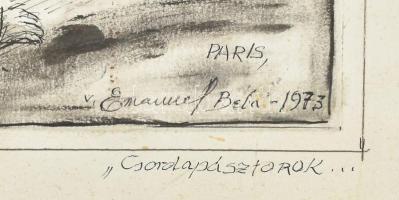 PARIS,
v. Emanuel Béla - 1973
„Csordapásztorok...